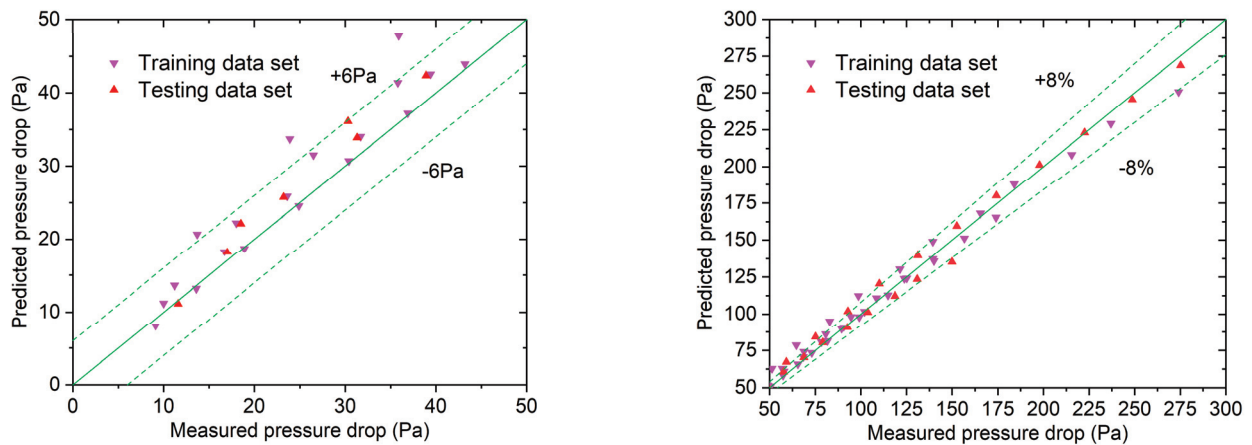 50
40
30
20
10
0
Predicted pressure drop (Pa)
Training data set
Testing data set
+6Pa
-6Pa
0 10 20 30 40 50
Measured pressure drop (Pa)
300
275
250
225
200
175
150
125
100
75
50
Predicted pressure drop (Pa)
Training data set
Testing data set
+8%
-8%
50 75 100 125 150 175 200 225 250 275 300
Measured pressure drop (Pa)